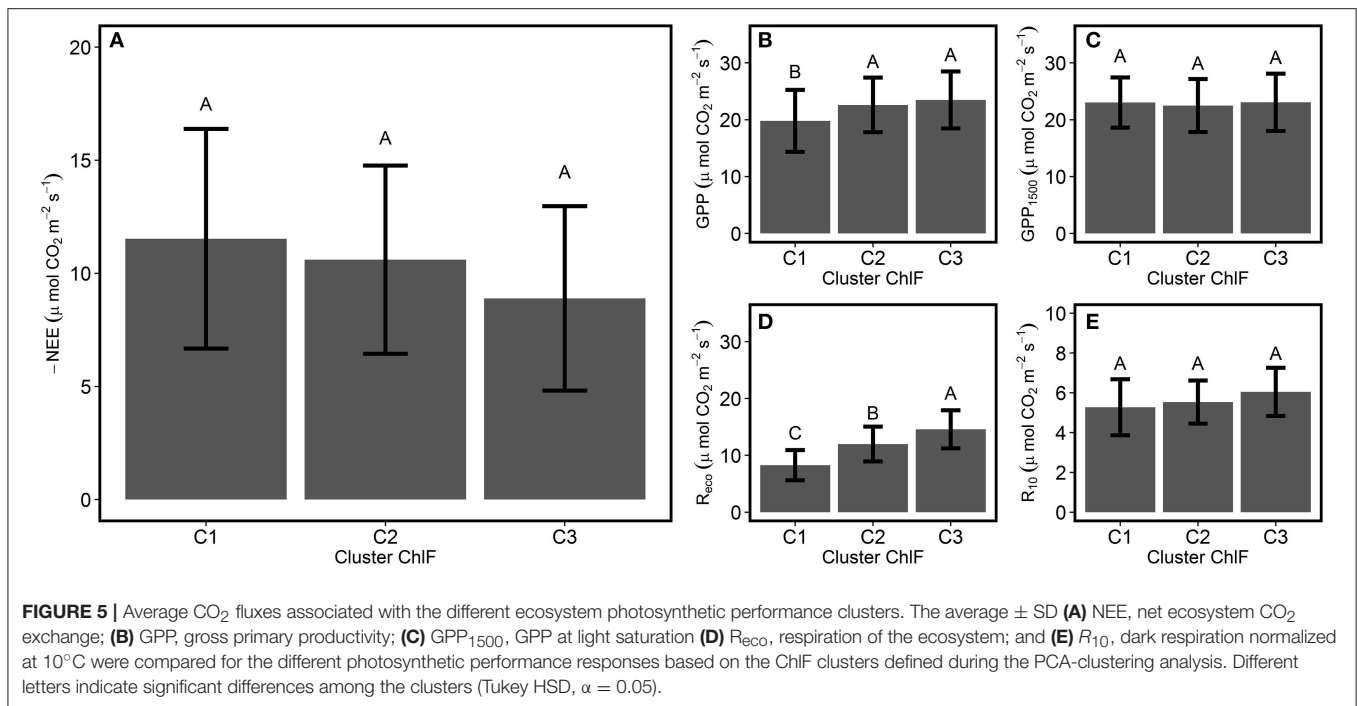 A
20
15
10
5
0
−NEE (μ mol CO₂ m⁻² s⁻¹)
A
A
A
C1 C2 C3
Cluster ChlF
B
30
20
10
0
GPP (μ mol CO₂ m⁻² s⁻¹)
B
A
A
C1 C2 C3
Cluster ChlF
C
30
20
10
0
GPP₁₅₀₀ (μ mol CO₂ m⁻² s⁻¹)
A
A
A
C1 C2 C3
Cluster ChlF
D
30
20
10
0
Rₑcₒ (μ mol CO₂ m⁻² s⁻¹)
C
B
A
C1 C2 C3
Cluster ChlF
E
10
8
6
4
2
0
R₁₀ (μ mol CO₂ m⁻² s⁻¹)
A
A
A
C1 C2 C3
Cluster ChlF
FIGURE 5 | Average CO₂ fluxes associated with the different ecosystem photosynthetic performance clusters. The average ± SD (A) NEE, net ecosystem CO₂
exchange; (B) GPP, gross primary productivity; (C) GPP₁₅₀₀, GPP at light saturation (D) Reco, respiration of the ecosystem; and (E) R₁₀, dark respiration normalized
at 10°C were compared for the different photosynthetic performance responses based on the ChlF clusters defined during the PCA-clustering analysis. Different
letters indicate significant differences among the clusters (Tukey HSD, α = 0.05).